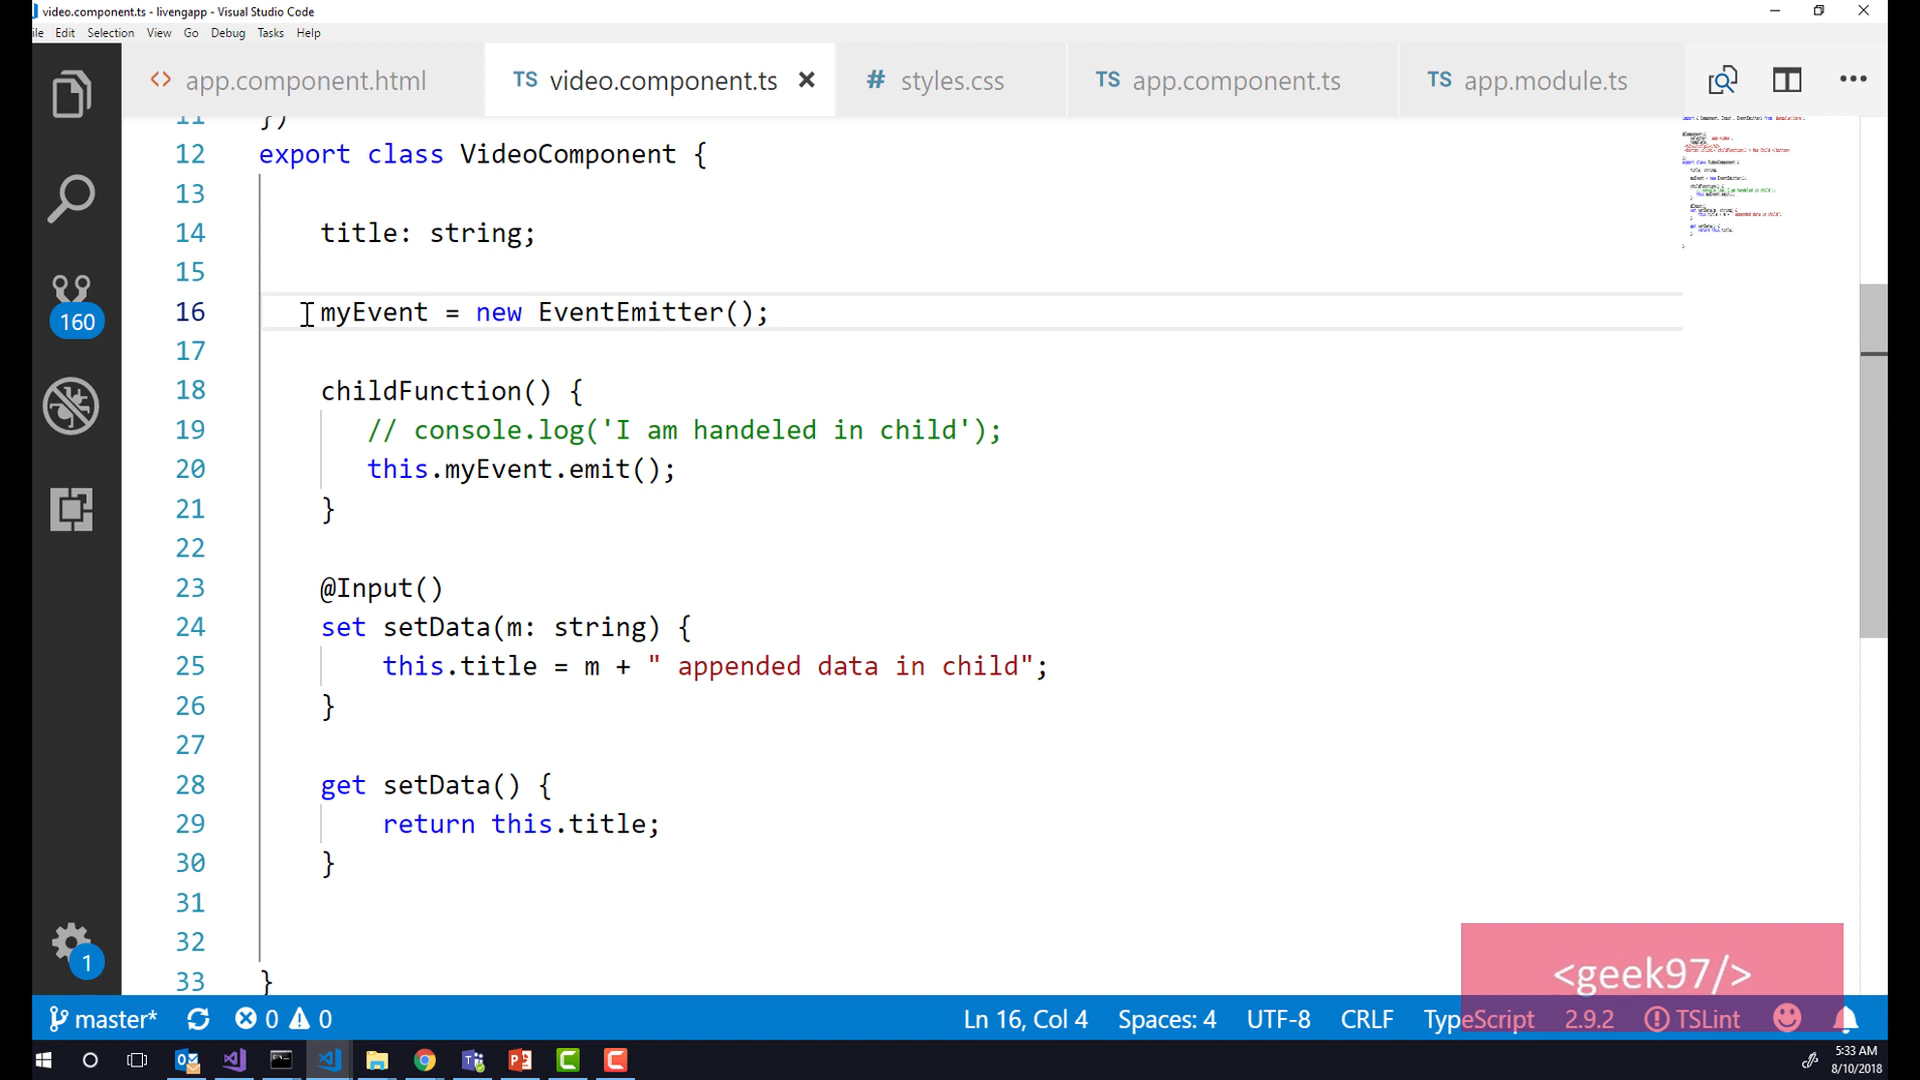 video.component.ts - livengapp - Visual Studio Code
ile Edit Selection View Go Debug Tasks Help
<> app.component.html TS video.component.ts × # styles.css TS app.component.ts TS app.module.ts
11 })
12 export class VideoComponent {
13
14 title: string;
15
16 myEvent = new EventEmitter();
17
18 childFunction() {
19 // console.log('I am handeled in child');
20 this.myEvent.emit();
21 }
22
23 @Input()
24 set setData(m: string) {
25 this.title = m + " appended data in child";
26 }
27
28 get setData() {
29 return this.title;
30 }
31
32
33 }
160
1
<geek97/>
master* 0 0 Ln 16, Col 4 Spaces: 4 UTF-8 CRLF TypeScript 2.9.2 TSLint
5:33 AM
8/10/2018